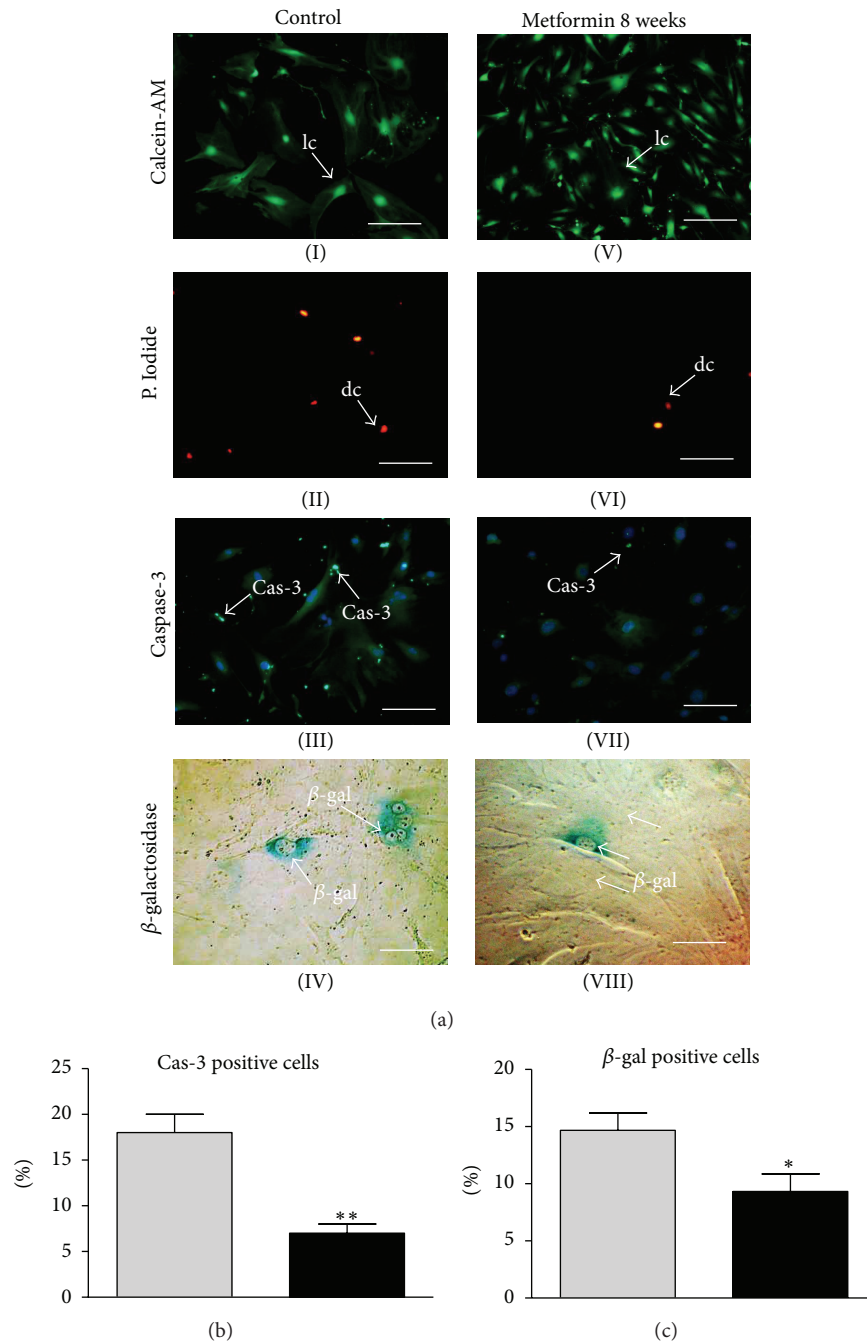 Control
Metformin 8 weeks
Calcein-AM
lc
lc
(I)
(V)
P. Iodide
dc
dc
(II)
(VI)
Caspase-3
Cas-3
Cas-3
Cas-3
(III)
(VII)
β-galactosidase
β-gal
β-gal
β-gal
(IV)
(VIII)
(a)
Cas-3 positive cells
(%)
25
20
15
10
5
0
**
(b)
β-gal positive cells
(%)
20
15
10
5
0
*
(c)